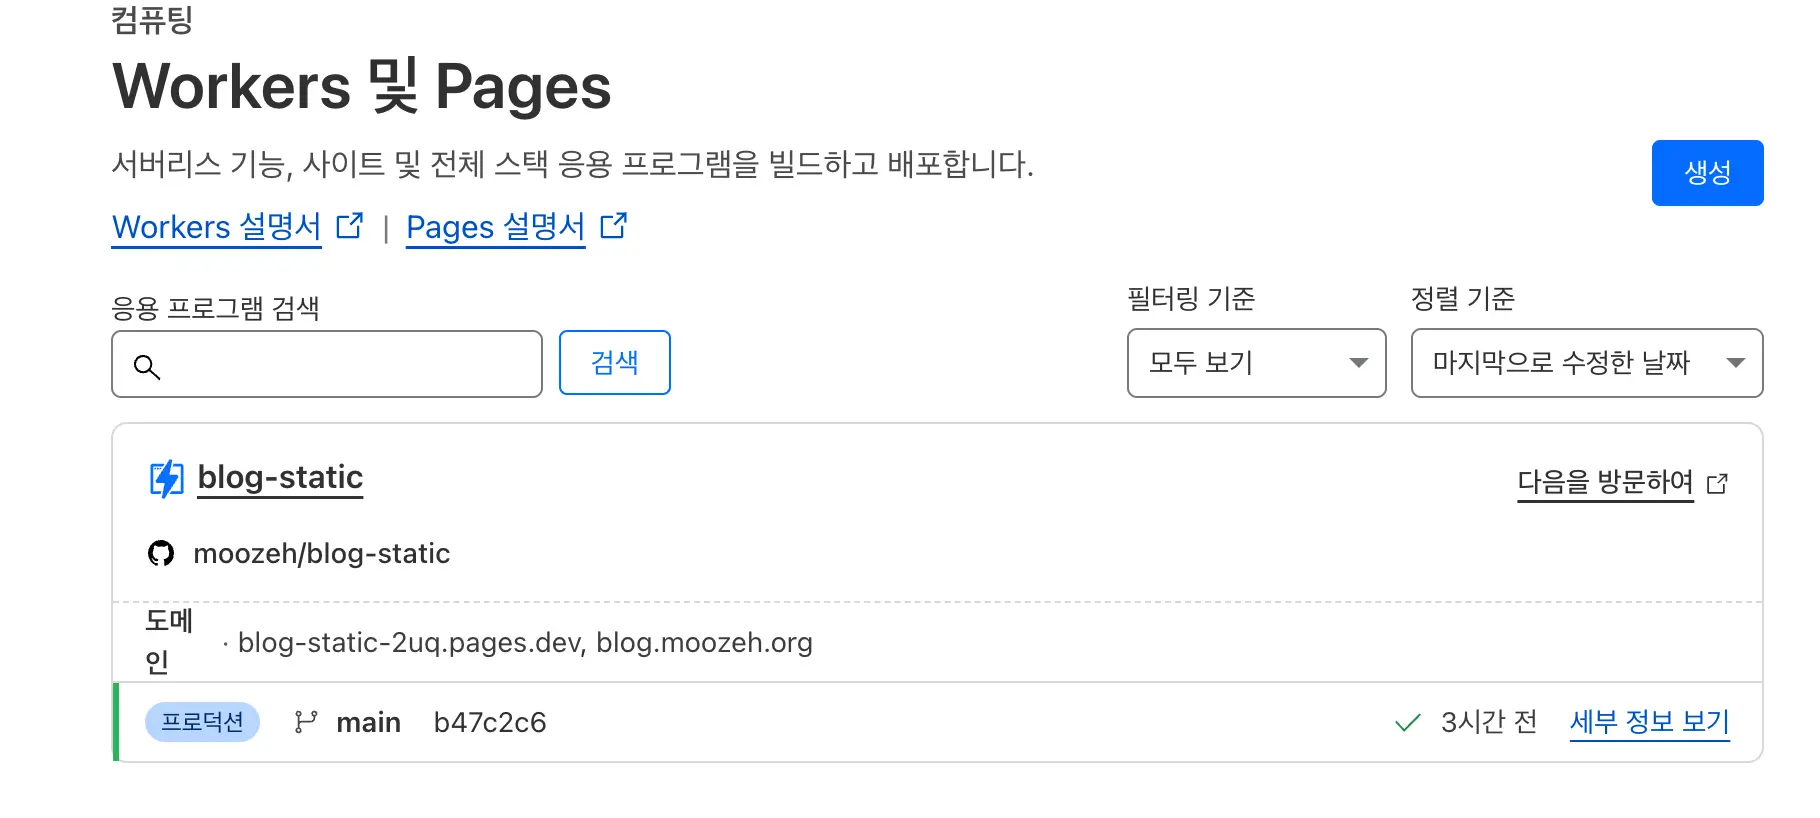 컴퓨팅
Workers 및 Pages
서버리스 기능, 사이트 및 전체 스택 응용 프로그램을 빌드하고 배포합니다.
생성
Workers 설명서 | Pages 설명서
응용 프로그램 검색
검색
필터링 기준
모두 보기
정렬 기준
마지막으로 수정한 날짜
blog-static
다음을 방문하여
moozeh/blog-static
도메
인
· blog-static-2uq.pages.dev, blog.moozeh.org
프로덕션 main b47c2c6 3시간 전 세부 정보 보기